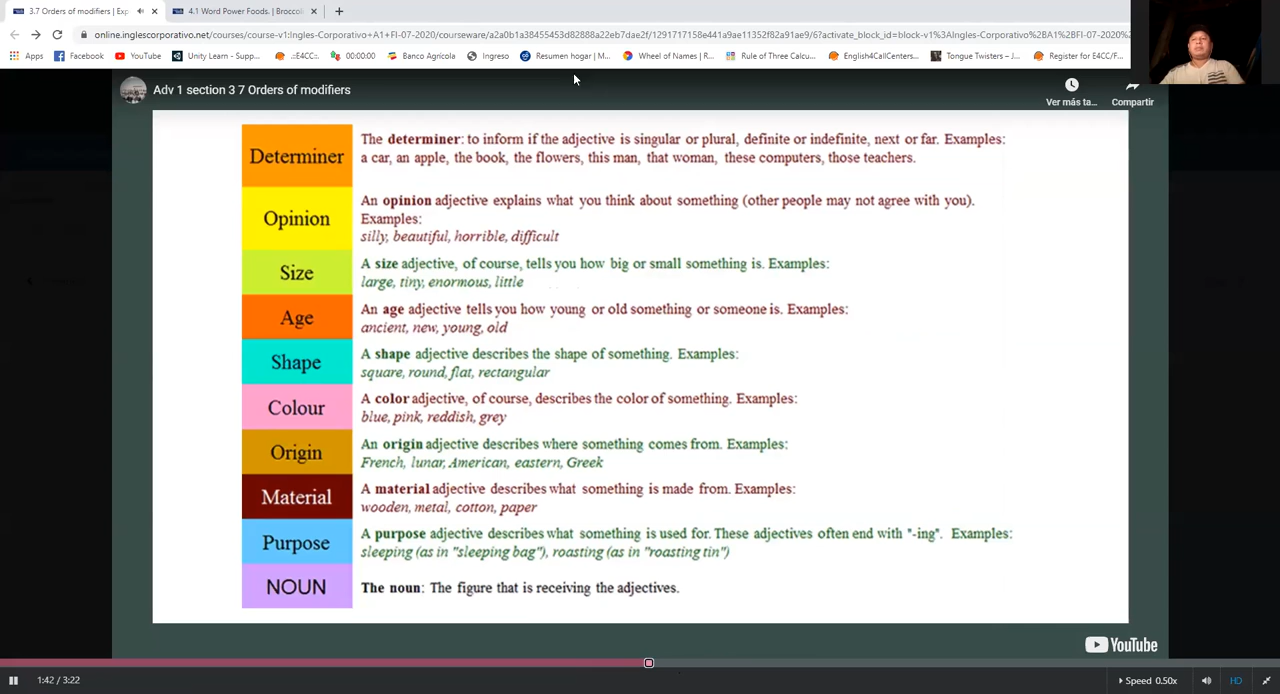 3.7 Orders of modifiers | Exp
4.1 Word Power Foods. | Broccoli
online.inglescorporativo.net/courses/course-v1:Ingles-Corporativo+A1+FI-07-2020/courseware/a2a0b1a38455453d82888a22eb7dae2f/1291717158e441a9ae11352f82a91ae9/6?activate_block_id=block-v1%3AIngles-Corporativo%2BA1%2BFI-07-2020%2
Apps Facebook YouTube Unity Learn - Supp... ::E4CC:. 00:00:00 Banco Agrícola Ingreso Resumen hogar | M... Wheel of Names | R... Rule of Three Calcu... English4CallCenters... Tongue Twisters – J... Register for E4CC/F...
Adv 1 section 3 7 Orders of modifiers
Ver más ta...
Compartir
Determiner
The determiner: to inform if the adjective is singular or plural, definite or indefinite, next or far. Examples:
a car, an apple, the book, the flowers, this man, that woman, these computers, those teachers.
Opinion
An opinion adjective explains what you think about something (other people may not agree with you).
Examples:
silly, beautiful, horrible, difficult
Size
A size adjective, of course, tells you how big or small something is. Examples:
large, tiny, enormous, little
Age
An age adjective tells you how young or old something or someone is. Examples:
ancient, new, young, old
Shape
A shape adjective describes the shape of something. Examples:
square, round, flat, rectangular
Colour
A color adjective, of course, describes the color of something. Examples:
blue, pink, reddish, grey
Origin
An origin adjective describes where something comes from. Examples:
French, lunar, American, eastern, Greek
Material
A material adjective describes what something is made from. Examples:
wooden, metal, cotton, paper
Purpose
A purpose adjective describes what something is used for. These adjectives often end with "-ing". Examples:
sleeping (as in "sleeping bag"), roasting (as in "roasting tin")
NOUN
The noun: The figure that is receiving the adjectives.
YouTube
1:42 / 3:22
Speed 0.50x
HD